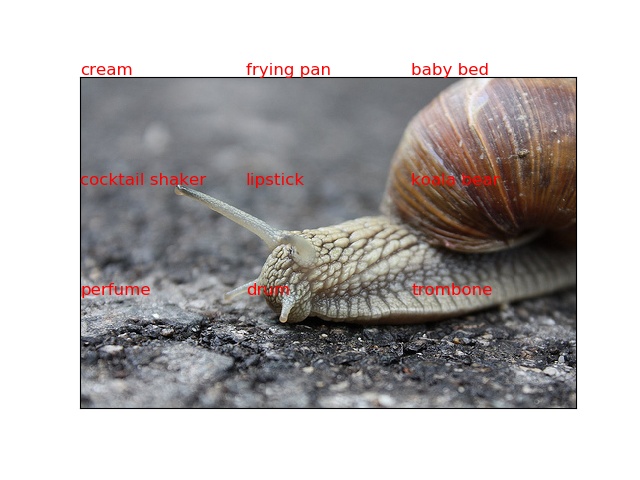 cream frying pan baby bed
cocktail shaker lipstick koala bear
perfume drum trombone